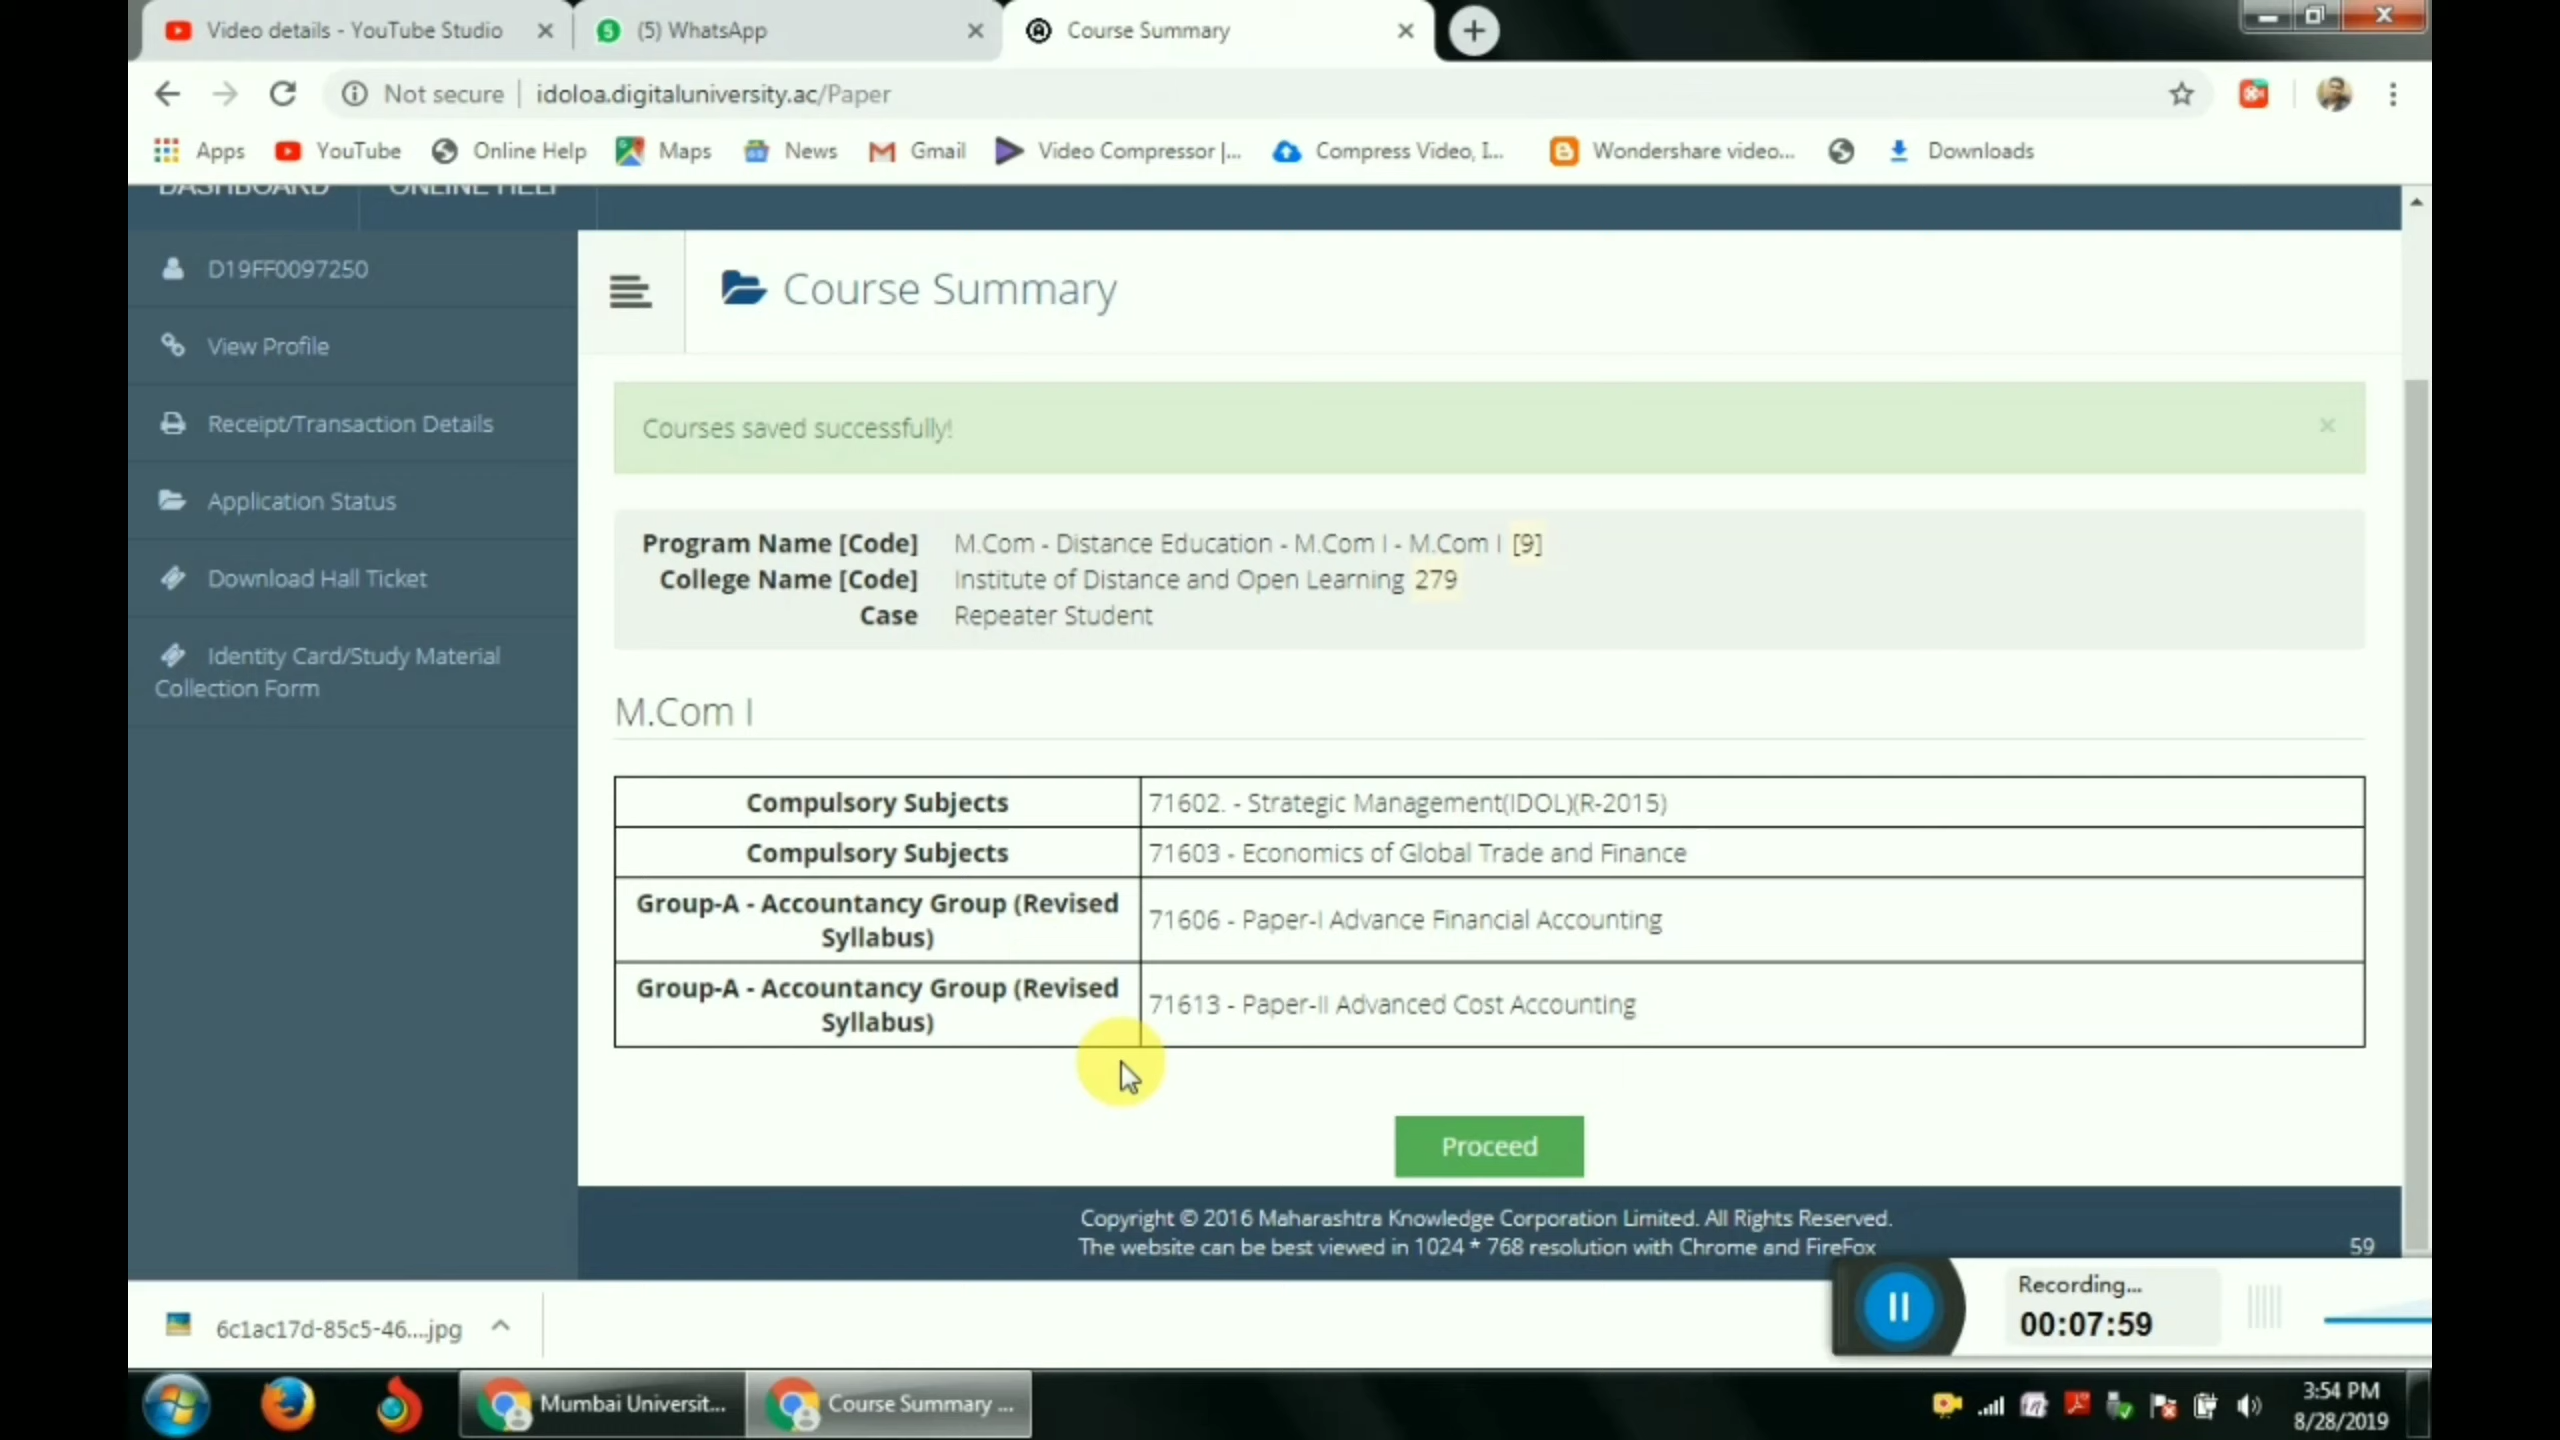 Video details - YouTube Studio
(5) WhatsApp
Course Summary
Not secure
idoloa.digitaluniversity.ac/Paper
Apps
YouTube
Online Help
Maps
News
Gmail
Video Compressor |...
Compress Video, I...
Wondershare video...
Downloads
DASHBOARD
ONLINE HELP
D19FF0097250
View Profile
Receipt/Transaction Details
Application Status
Download Hall Ticket
Identity Card/Study Material
Collection Form
Course Summary
Courses saved successfully!
Program Name [Code] M.Com - Distance Education - M.Com I - M.Com I [9]
College Name [Code] Institute of Distance and Open Learning 279
Case Repeater Student
M.Com I
Compulsory Subjects 71602. - Strategic Management(IDOL)(R-2015)
Compulsory Subjects 71603 - Economics of Global Trade and Finance
Group-A - Accountancy Group (Revised
Syllabus)
71606 - Paper-I Advance Financial Accounting
Group-A - Accountancy Group (Revised
Syllabus)
71613 - Paper-II Advanced Cost Accounting
Proceed
Copyright © 2016 Maharashtra Knowledge Corporation Limited. All Rights Reserved.
The website can be best viewed in 1024 * 768 resolution with Chrome and FireFox
59
Recording...
00:07:59
6c1ac17d-85c5-46....jpg
Mumbai Universit...
Course Summary ...
3:54 PM
8/28/2019